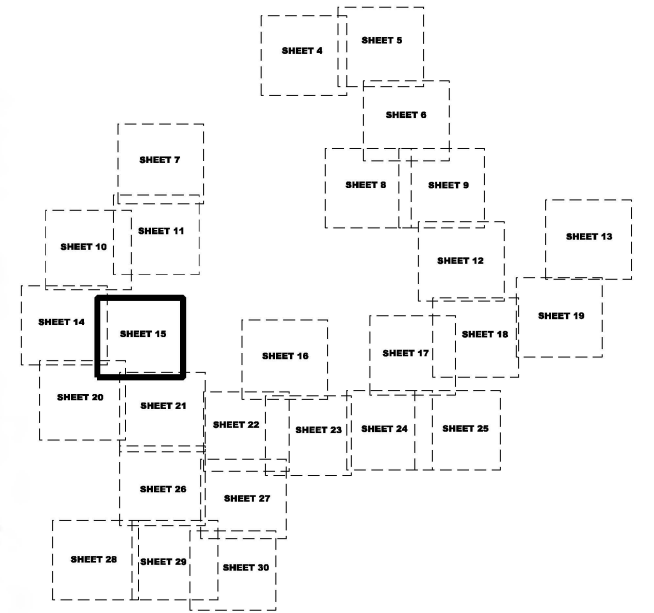 SHEET 4
SHEET 5
SHEET 6
SHEET 7
SHEET 8
SHEET 9
SHEET 10
SHEET 11
SHEET 12
SHEET 13
SHEET 14
SHEET 15
SHEET 16
SHEET 17
SHEET 18
SHEET 19
SHEET 20
SHEET 21
SHEET 22
SHEET 23
SHEET 24
SHEET 25
SHEET 26
SHEET 27
SHEET 28
SHEET 29
SHEET 30